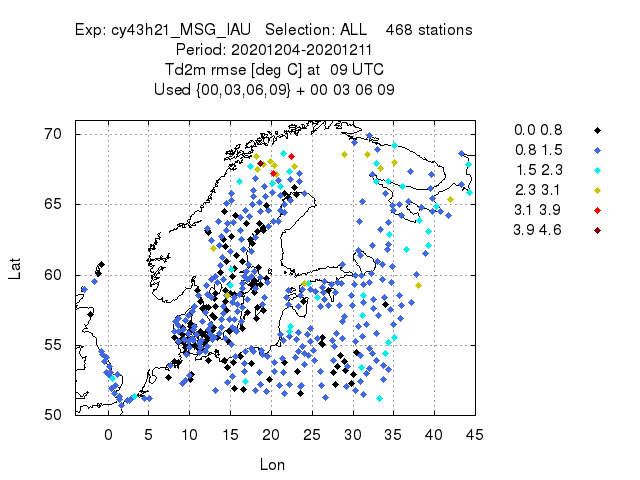 Exp: cy43h21_MSG_IAU   Selection: ALL    468 stations
Period: 20201204-20201211
Td2m rmse [deg C] at  09 UTC
Used {00,03,06,09} + 00 03 06 09
0.0 0.8
0.8 1.5
1.5 2.3
2.3 3.1
3.1 3.9
3.9 4.6
70
65
60
55
50
Lat
0 5 10 15 20 25 30 35 40 45
Lon